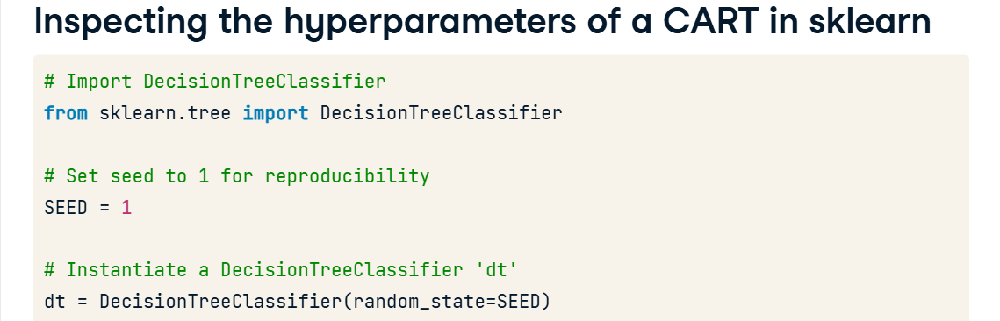 Inspecting the hyperparameters of a CART in sklearn
# Import DecisionTreeClassifier
from sklearn.tree import DecisionTreeClassifier
# Set seed to 1 for reproducibility
SEED = 1
# Instantiate a DecisionTreeClassifier 'dt'
dt = DecisionTreeClassifier(random_state=SEED)